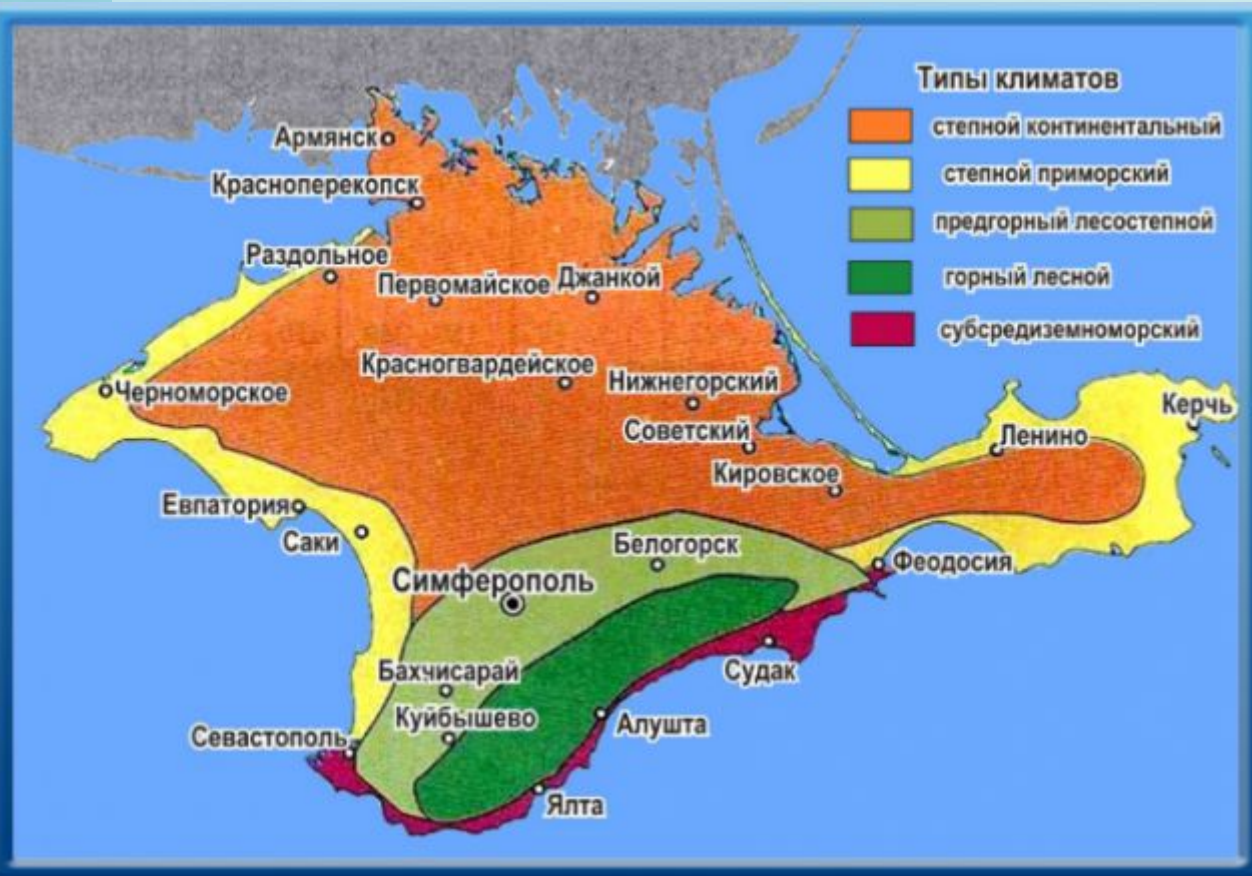 Типы климатов
степной континентальный
степной приморский
предгорный лесостепной
горный лесной
субсредиземноморский
Армянск
Красноперекопск
Раздольное
Первомайское
Джанкой
Красногвардейское
Нижнегорский
Черноморское
Советский
Кировское
Ленино
Керчь
Евпатория
Саки
Белогорск
Феодосия
Симферополь
Бахчисарай
Судак
Куйбышево
Алушта
Севастополь
Ялта